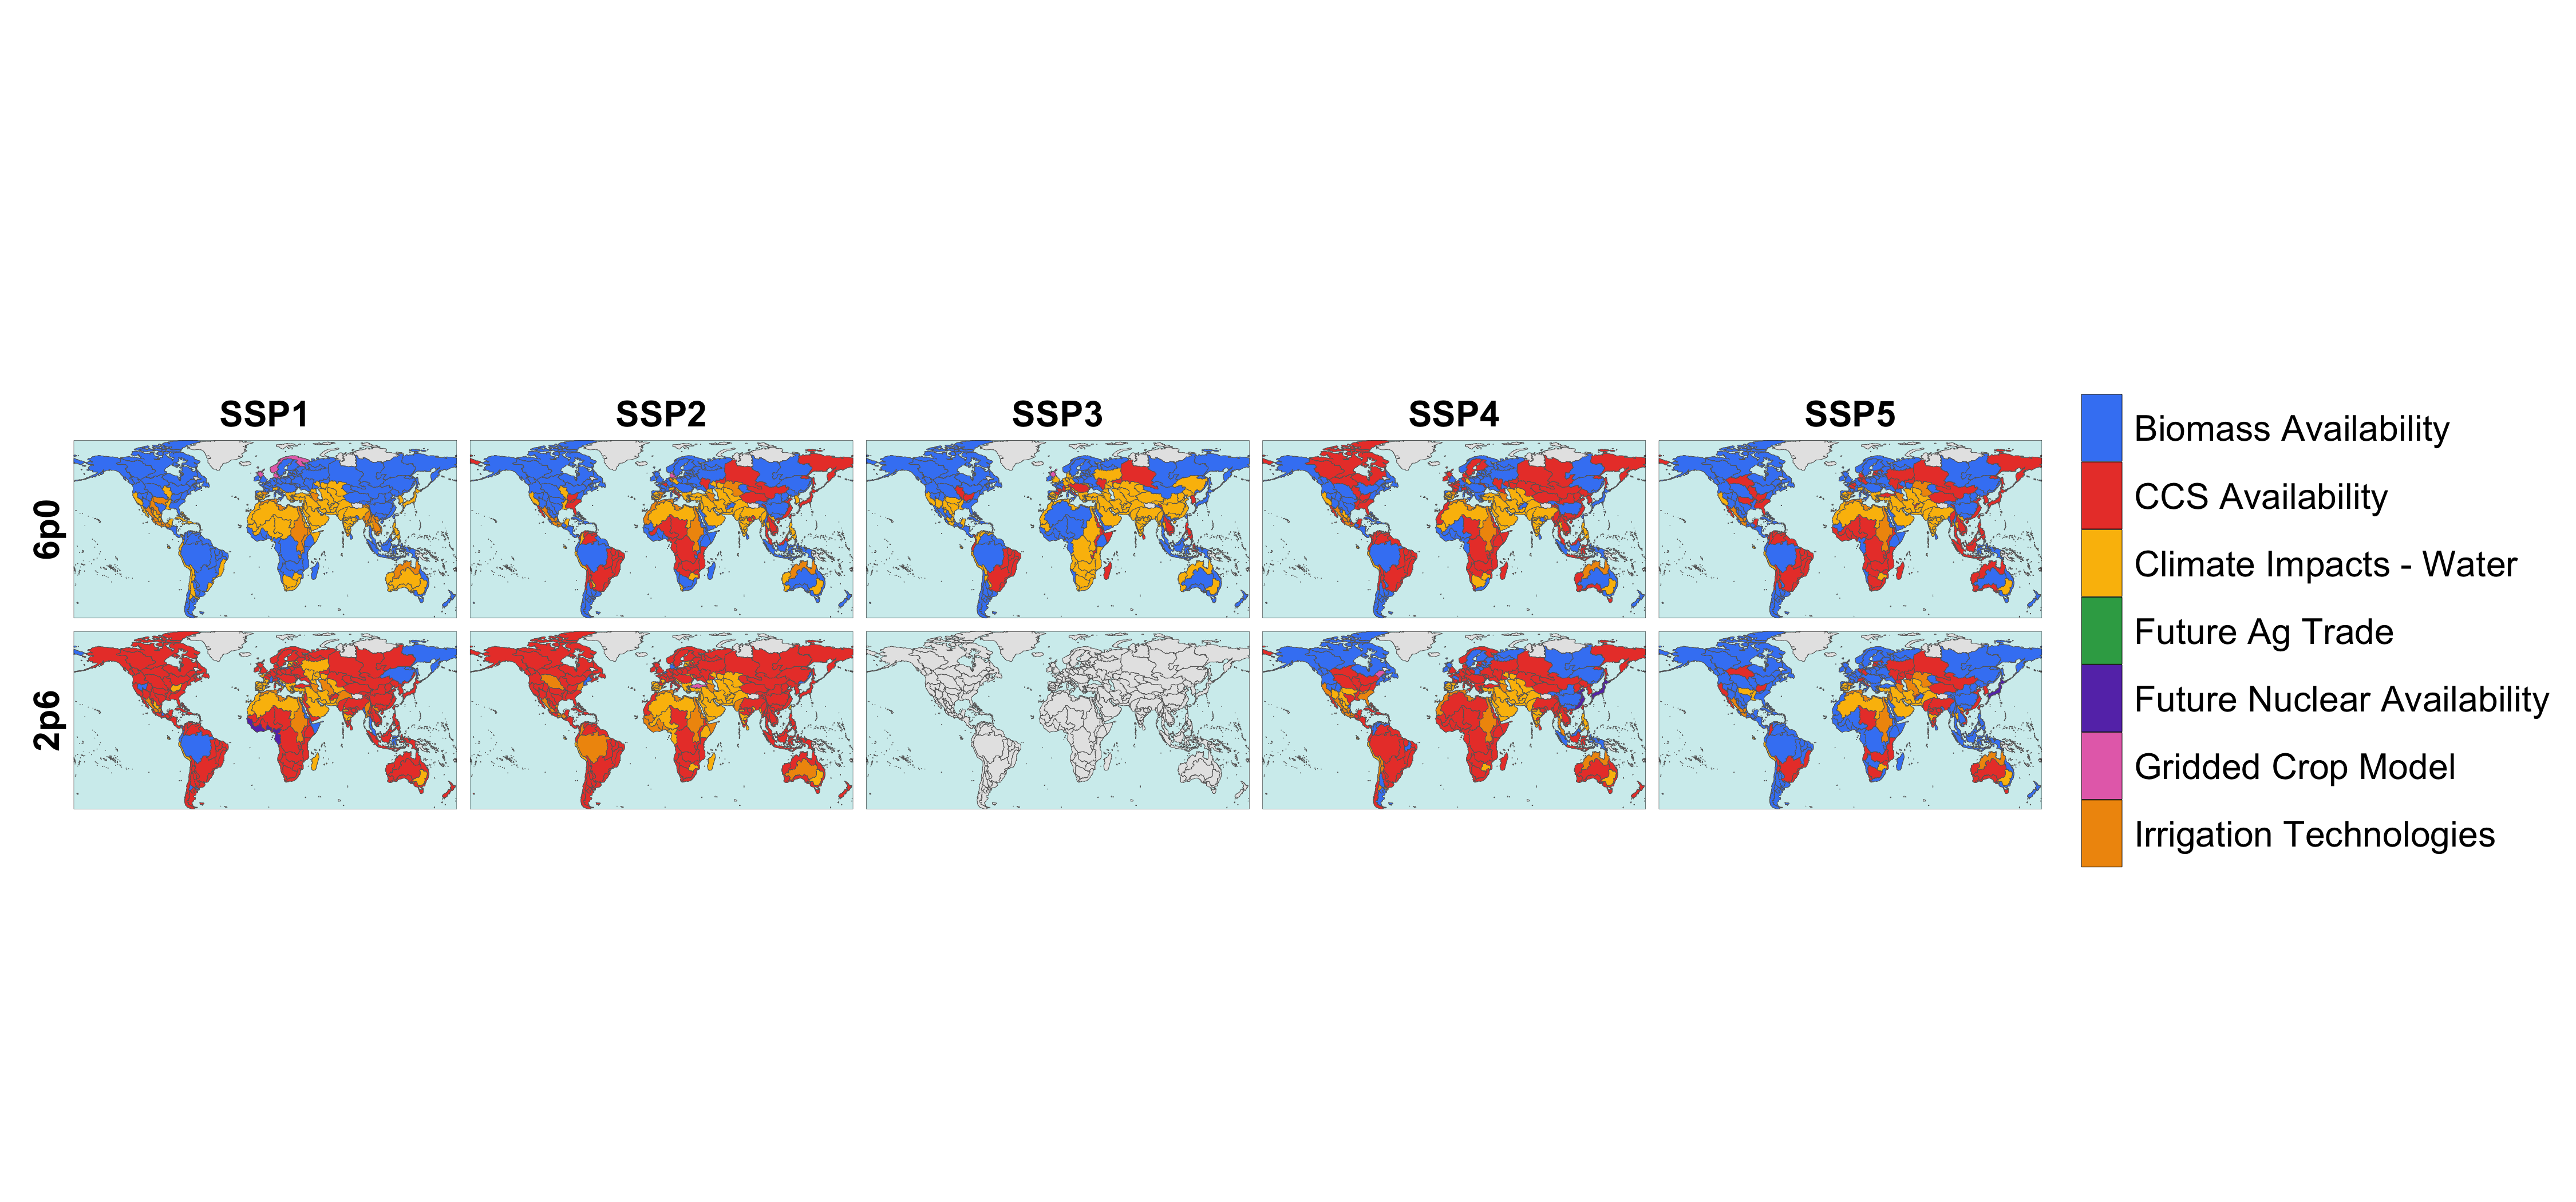 SSP1
SSP2
SSP3
SSP4
SSP5
6p0
2p6
Biomass Availability
CCS Availability
Climate Impacts - Water
Future Ag Trade
Future Nuclear Availability
Gridded Crop Model
Irrigation Technologies